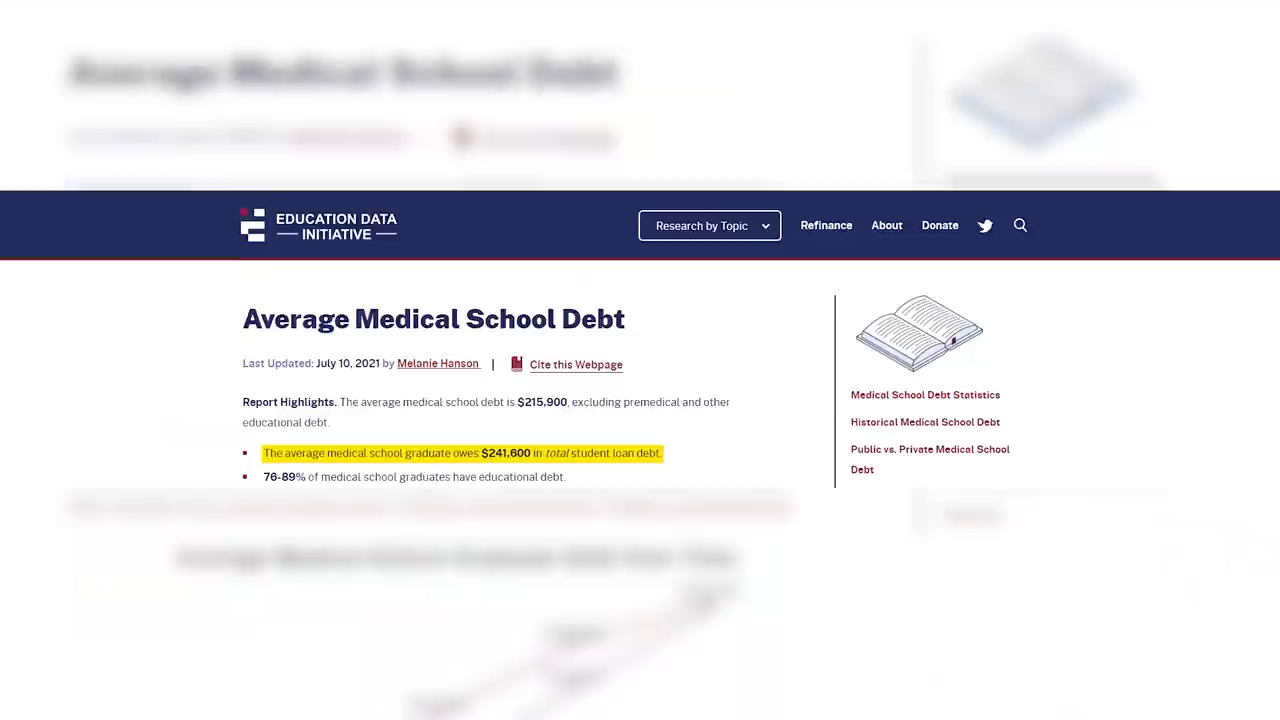 Average Medical School Debt
EDUCATION DATA
INITIATIVE
Research by Topic
Refinance
About
Donate
Average Medical School Debt
Last Updated: July 10, 2021 by Melanie Hanson | Cite this Webpage
Report Highlights. The average medical school debt is $215,900, excluding premedical and other
educational debt.
The average medical school graduate owes $241,600 in total student loan debt.
76-89% of medical school graduates have educational debt.
Medical School Debt Statistics
Historical Medical School Debt
Public vs. Private Medical School
Debt